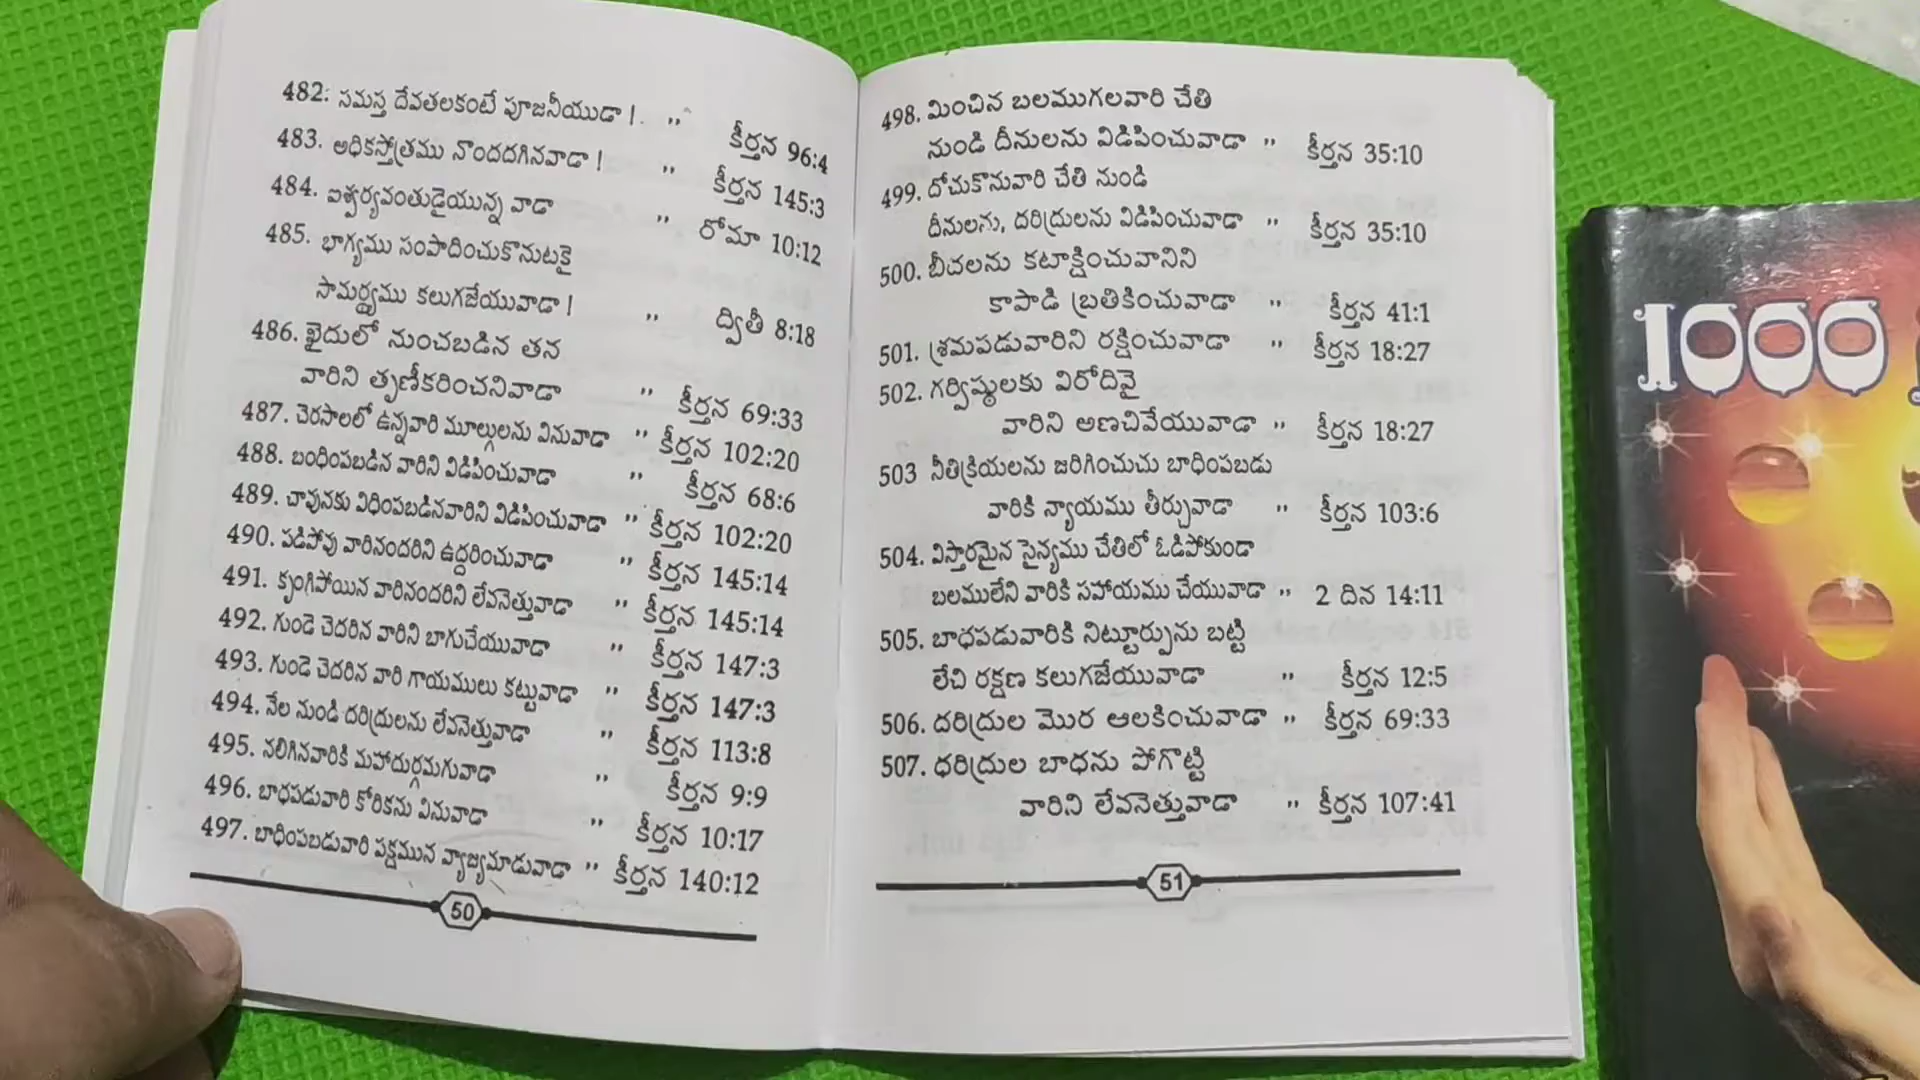 482. సమస్త దేవతలకంటే పూజనీయుడా ! " కీర్తన 96:4
483. అధికస్తోత్రము నొందదగినవాడా ! " కీర్తన 145:3
484. ఐశ్వర్యవంతుడైయున్న వాడా " రోమా 10:12
485. భాగ్యము సంపాదించుకొనుటకై
సామర్థ్యము కలుగజేయువాడా ! " ద్వితీ 8:18
486. ఖైదులో నుంచబడిన తన
వారిని తృణీకరించనివాడా " కీర్తన 69:33
487. చెరసాలలో ఉన్నవారి మూల్గులను వినువాడా " కీర్తన 102:20
488. బంధింపబడిన వారిని విడిపించువాడా " కీర్తన 68:6
489. చావునకు విధింపబడినవారిని విడిపించువాడా " కీర్తన 102:20
490. పడిపోవు వారినందరిని ఉద్దరించువాడా " కీర్తన 145:14
491. కృంగిపోయిన వారినందరిని లేవనెత్తువాడా " కీర్తన 145:14
492. గుండె చెదరిన వారిని బాగుచేయువాడా " కీర్తన 147:3
493. గుండె చెదరిన వారి గాయములు కట్టువాడా " కీర్తన 147:3
494. నేల నుండి దరిద్రులను లేవనెత్తువాడా " కీర్తన 113:8
495. నలిగినవారికి మహాదుర్గమగువాడా " కీర్తన 9:9
496. బాధపడువారి కోరికను వినువాడా " కీర్తన 10:17
497. బాధింపబడువారి పక్షమున వ్యాజ్యమాడువాడా " కీర్తన 140:12
50
498. మించిన బలముగలవారి చేతి
నుండి దీనులను విడిపించువాడా " కీర్తన 35:10
499. దోచుకొనువారి చేతి నుండి
దీనులను, దరిద్రులను విడిపించువాడా " కీర్తన 35:10
500. బీదలను కటాక్షించువానిని
కాపాడి బ్రతికించువాడా " కీర్తన 41:1
501. శ్రమపడువారిని రక్షించువాడా " కీర్తన 18:27
502. గర్విష్ఠులకు విరోదివై
వారిని అణచివేయువాడా " కీర్తన 18:27
503 నీతిక్రియలను జరిగించుచు బాధింపబడు
వారికి న్యాయము తీర్చువాడా " కీర్తన 103:6
504. విస్తారమైన సైన్యము చేతిలో ఓడిపోకుండా
బలములేని వారికి సహాయము చేయువాడా " 2 దిన 14:11
505. బాధపడువారికి నిట్టూర్పును బట్టి
లేచి రక్షణ కలుగజేయువాడా " కీర్తన 12:5
506. దరిద్రుల మొర ఆలకించువాడా " కీర్తన 69:33
507. ధరిద్రుల బాధను పోగొట్టి
వారిని లేవనెత్తువాడా " కీర్తన 107:41
51
1000